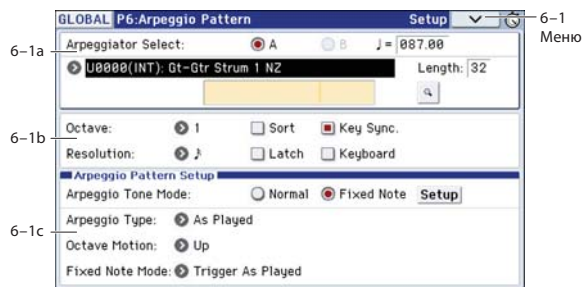 GLOBAL P6:Arpeggio Pattern Setup
6–1
Меню
6–1a
Arpeggiator Select: A B ♩= 087.00
U0000(INT): Gt-Gtr Strum 1 NZ Length: 32
6–1b
Octave: 1 Sort Key Sync.
Resolution: ♪ Latch Keyboard
Arpeggio Pattern Setup
Arpeggio Tone Mode: Normal Fixed Note Setup
6–1c
Arpeggio Type: As Played
Octave Motion: Up
Fixed Note Mode: Trigger As Played